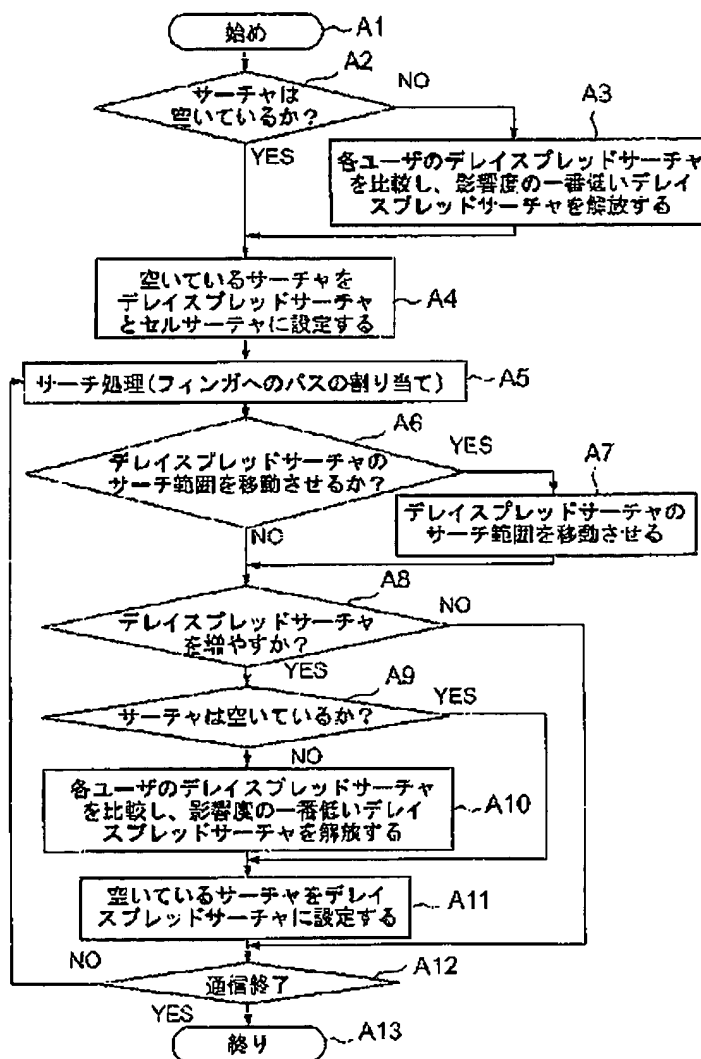 始め
A1
A2
サーチャは
空いているか?
NO
YES
A3
各ユーザのデレイスプレッドサーチャ
を比較し、影響度の一番低いデレイ
スプレッドサーチャを解放する
空いているサーチャを
デレイスプレッドサーチャ
とセルサーチャに設定する
A4
サーチ処理(フィンガへのパスの割り当て)
A5
A6
デレイスプレッドサーチャの
サーチ範囲を移動させるか?
YES
NO
A7
デレイスプレッドサーチャの
サーチ範囲を移動させる
A8
デレイスプレッドサーチャ
を増やすか?
NO
YES
A9
サーチャは空いているか?
YES
NO
各ユーザのデレイスプレッドサーチャ
を比較し、影響度の一番低いデレイ
スプレッドサーチャを解放する
A10
空いているサーチャをデレイ
スプレッドサーチャに設定する
A11
NO
通信終了
A12
YES
終り
A13